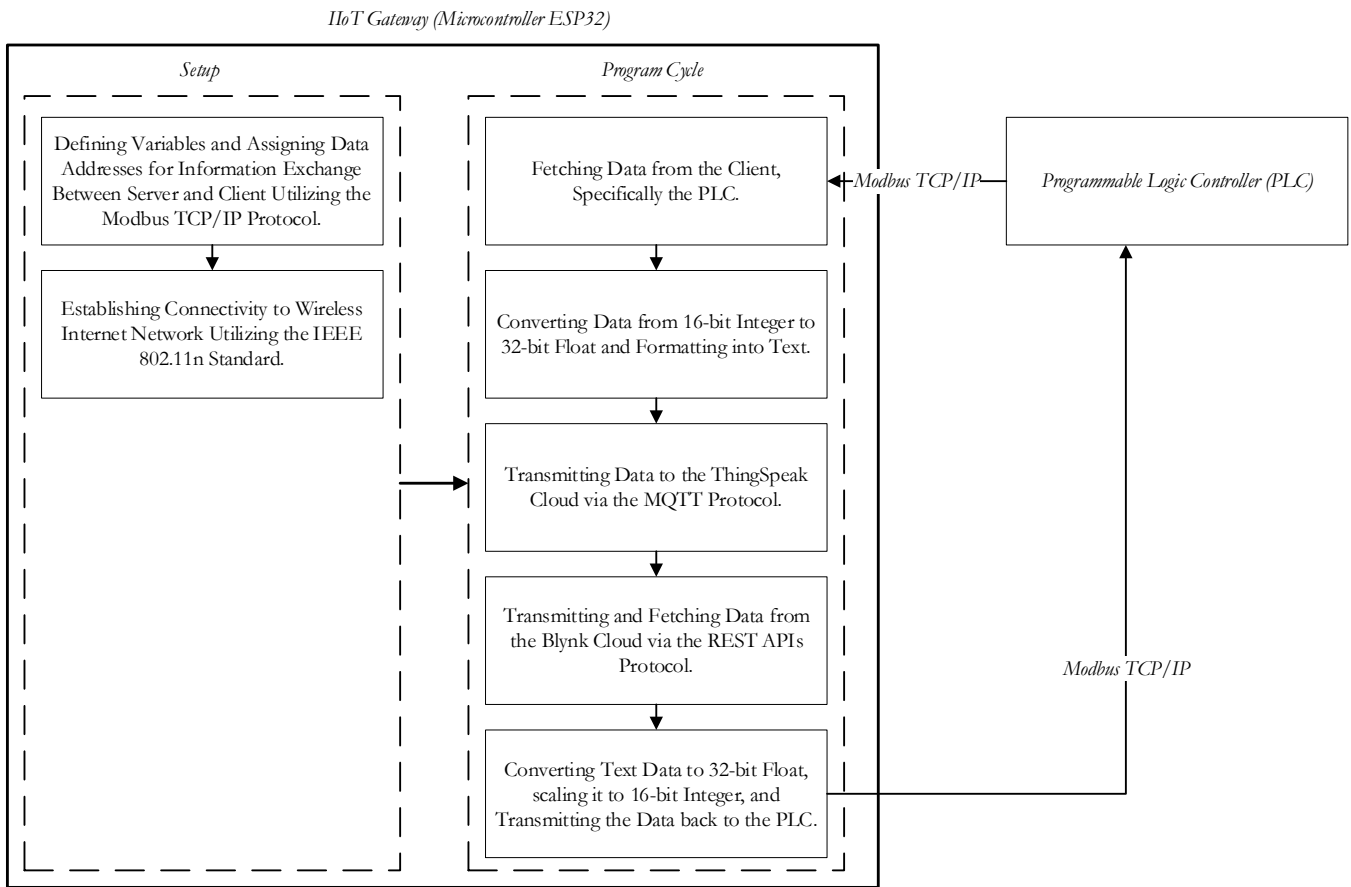 IIoT Gateway (Microcontroller ESP32)
Setup
Defining Variables and Assigning Data
Addresses for Information Exchange
Between Server and Client Utilizing the
Modbus TCP/IP Protocol.
Establishing Connectivity to Wireless
Internet Network Utilizing the IEEE
802.11n Standard.
Program Cycle
Fetching Data from the Client,
Specifically the PLC.
Converting Data from 16-bit Integer to
32-bit Float and Formatting into Text.
Transmitting Data to the ThingSpeak
Cloud via the MQTT Protocol.
Transmitting and Fetching Data from
the Blynk Cloud via the REST APIs
Protocol.
Converting Text Data to 32-bit Float,
scaling it to 16-bit Integer, and
Transmitting the Data back to the PLC.
Modbus TCP/IP
Programmable Logic Controller (PLC)
Modbus TCP/IP